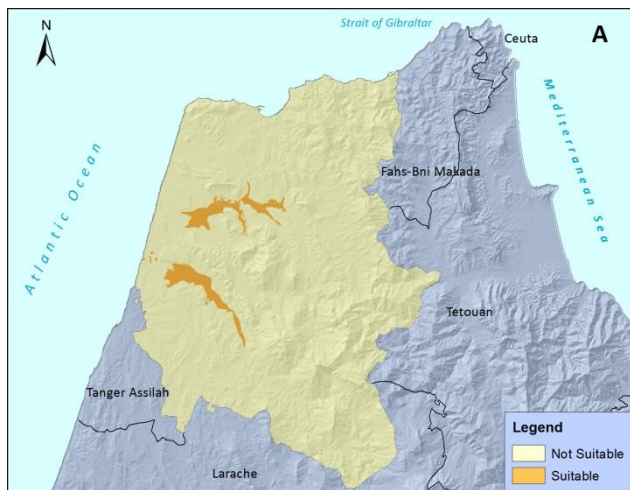 N
Strait of Gibraltar
Ceuta
A
Atlantic Ocean
Mediterranean Sea
Fahs-Bni Makada
Tetouan
Tanger Assilah
Larache
Legend
Not Suitable
Suitable